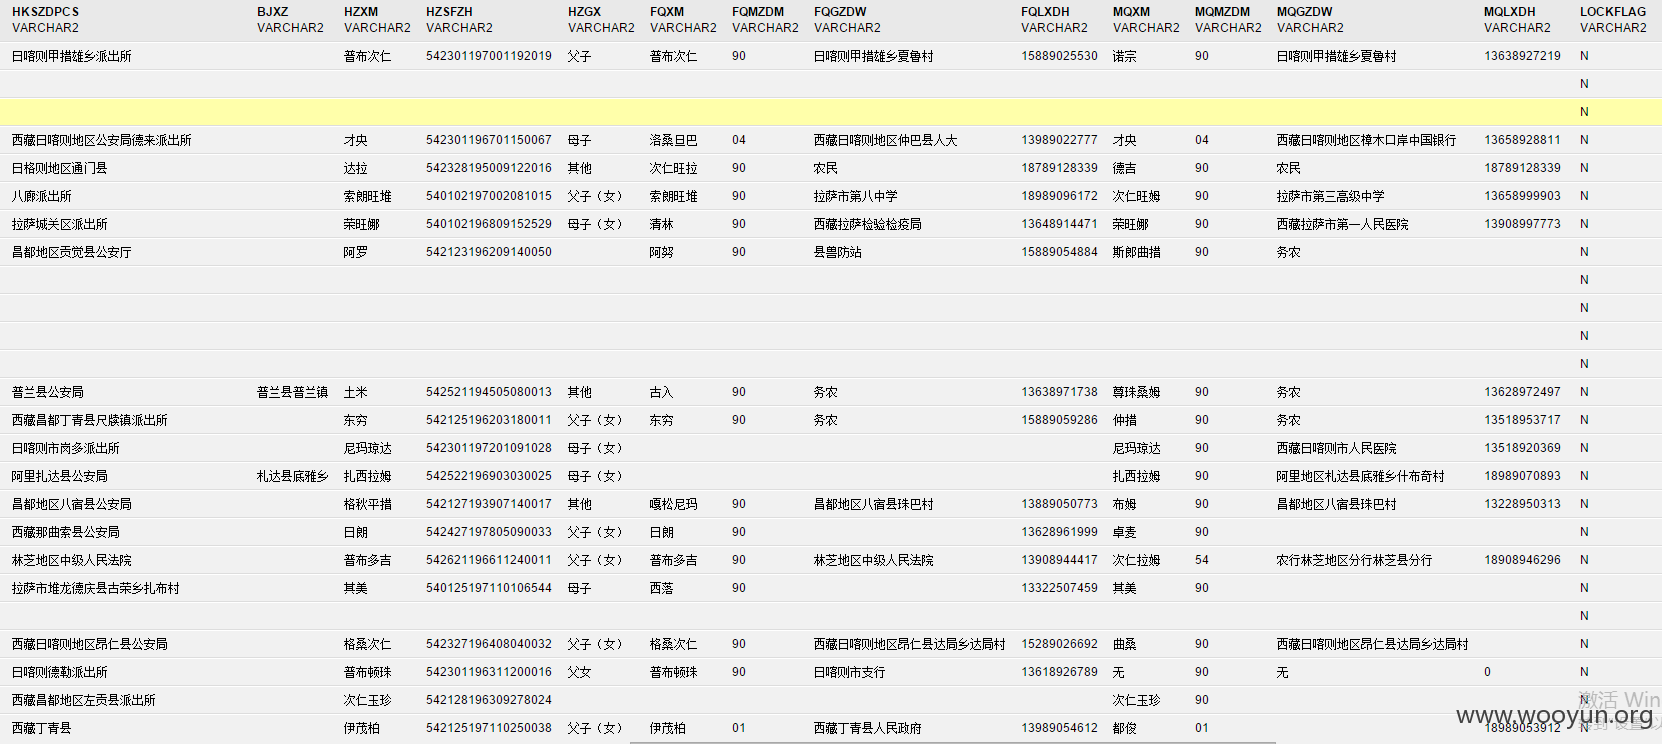 HKSZDPCS BJXZ HZXM HZSFZH HZGX FQXM FQMZDM FQGZDW FQLXDH MQXM MQMZDM MQGZDW MQLXDH LOCKFLAG
VARCHAR2 VARCHAR2 VARCHAR2 VARCHAR2 VARCHAR2 VARCHAR2 VARCHAR2 VARCHAR2 VARCHAR2 VARCHAR2 VARCHAR2 VARCHAR2 VARCHAR2 VARCHAR2
日喀则甲措雄乡派出所 普布次仁 542301197001192019 父子 普布次仁 90 日喀则甲措雄乡夏鲁村 15889025530 诺宗 90 日喀则甲措雄乡夏鲁村 13638927219 N
N
N
西藏日喀则地区公安局德来派出所 才央 542301196701150067 母子 洛桑旦巴 04 西藏日喀则地区仲巴县人大 13989022777 才央 04 西藏日喀则地区樟木口岸中国银行 13658928811 N
日格则地区通门县 达拉 542328195009122016 其他 次仁旺拉 90 农民 18789128339 德吉 90 农民 18789128339 N
八廊派出所 索朗旺堆 540102197002081015 父子（女） 索朗旺堆 90 拉萨市第八中学 18989096172 次仁旺姆 90 拉萨市第三高级中学 13658999903 N
拉萨城关区派出所 荣旺娜 540102196809152529 母子（女） 清林 90 西藏拉萨检验检疫局 13648914471 荣旺娜 90 西藏拉萨市第一人民医院 13908997773 N
昌都地区贡觉县公安厅 阿罗 542123196209140050 阿努 90 县兽防站 15889054884 斯郎曲措 90 务农 N
N
N
N
N
普兰县公安局 普兰县普兰镇 土米 542521194505080013 其他 古入 90 务农 13638971738 尊珠桑姆 90 务农 13628972497 N
西藏昌都丁青县尺牍镇派出所 东穷 542125196203180011 父子（女） 东穷 90 务农 15889059286 仲措 90 务农 13518953717 N
日喀则市岗多派出所 尼玛琼达 542301197201091028 母子（女） 尼玛琼达 90 西藏日喀则市人民医院 13518920369 N
阿里扎达县公安局 札达县底雅乡 扎西拉姆 542522196903030025 母子（女） 扎西拉姆 90 阿里地区札达县底雅乡什布奇村 18989070893 N
昌都地区八宿县公安局 格秋平措 542127193907140017 其他 嘎松尼玛 90 昌都地区八宿县珠巴村 13889050773 布姆 90 昌都地区八宿县珠巴村 13228950313 N
西藏那曲索县公安局 日朗 542427197805090033 父子（女） 日朗 90 13628961999 卓麦 90 N
林芝地区中级人民法院 普布多吉 542621196611240011 父子（女） 普布多吉 90 林芝地区中级人民法院 13908944417 次仁拉姆 54 农行林芝地区分行林芝县分行 18908946296 N
拉萨市堆龙德庆县古荣乡扎布村 其美 540125197110106544 母子 西落 90 13322507459 其美 90 N
N
西藏日喀则地区昂仁县公安局 格桑次仁 542327196408040032 父子（女） 格桑次仁 90 西藏日喀则地区昂仁县达局乡达局村 15289026692 曲桑 90 西藏日喀则地区昂仁县达局乡达局村 N
日喀则德勒派出所 普布顿珠 542301196311200016 父女 普布顿珠 90 日喀则市支行 13618926789 无 90 无 0 N
西藏昌都地区左贡县派出所 次仁玉珍 542128196309278024 次仁玉珍 90 N
西藏丁青县 伊茂柏 542125197110250038 父子（女） 伊茂柏 01 西藏丁青县人民政府 13989054612 都俊 01 18989053912 N
激活 Win
www.wooyun.org